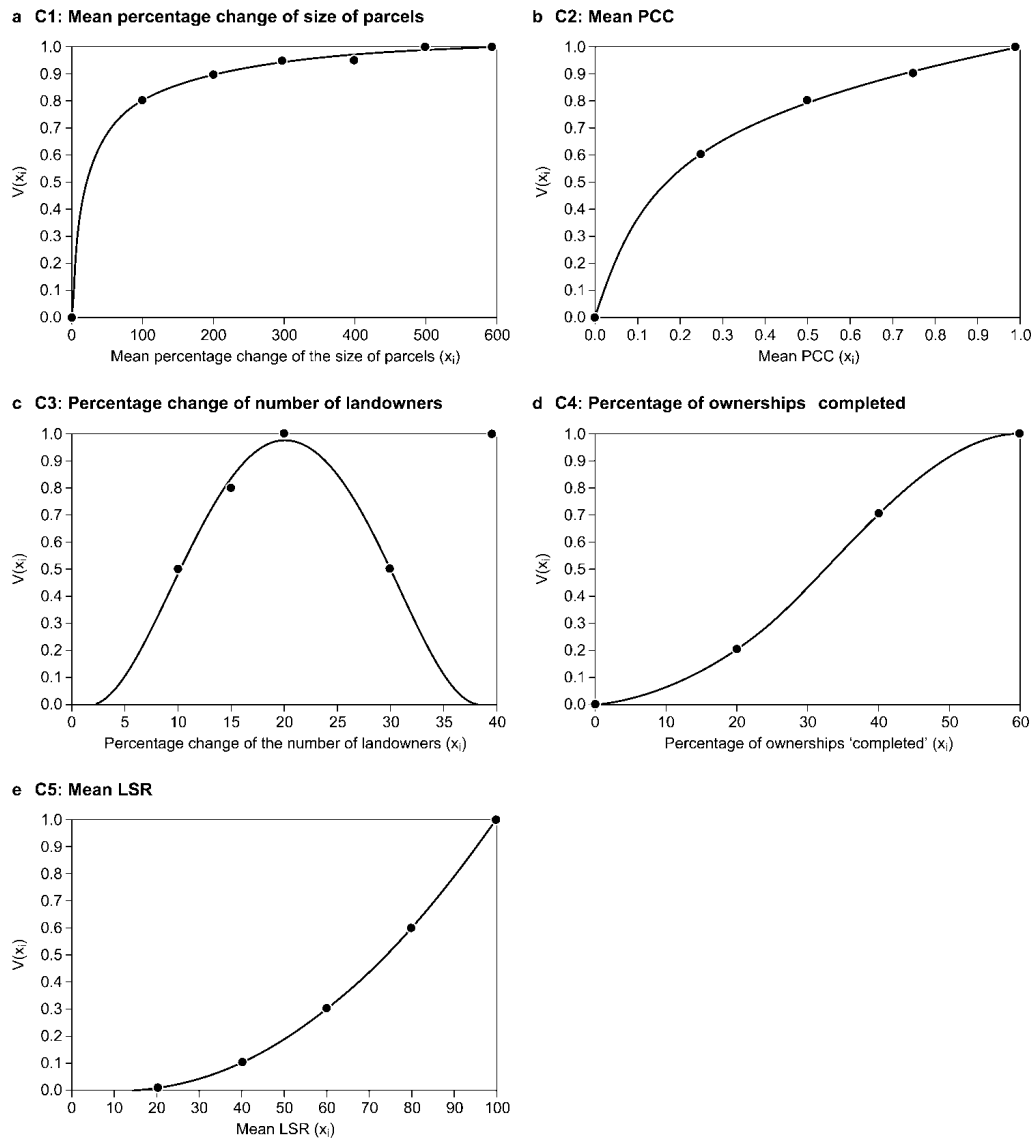 a C1: Mean percentage change of size of parcels
1.0
0.9
0.8
0.7
0.6
0.5
0.4
0.3
0.2
0.1
0.0
V(xi)
0 100 200 300 400 500 600
Mean percentage change of the size of parcels (xi)
b C2: Mean PCC
1.0
0.9
0.8
0.7
0.6
0.5
0.4
0.3
0.2
0.1
0.0
V(xi)
0.0 0.1 0.2 0.3 0.4 0.5 0.6 0.7 0.8 0.9 1.0
Mean PCC (xi)
c C3: Percentage change of number of landowners
1.0
0.9
0.8
0.7
0.6
0.5
0.4
0.3
0.2
0.1
0.0
V(xi)
0 5 10 15 20 25 30 35 40
Percentage change of the number of landowners (xi)
d C4: Percentage of ownerships completed
1.0
0.9
0.8
0.7
0.6
0.5
0.4
0.3
0.2
0.1
0.0
V(xi)
0 10 20 30 40 50 60
Percentage of ownerships ‘completed’ (xi)
e C5: Mean LSR
1.0
0.9
0.8
0.7
0.6
0.5
0.4
0.3
0.2
0.1
0.0
V(xi)
0 10 20 30 40 50 60 70 80 90 100
Mean LSR (xi)